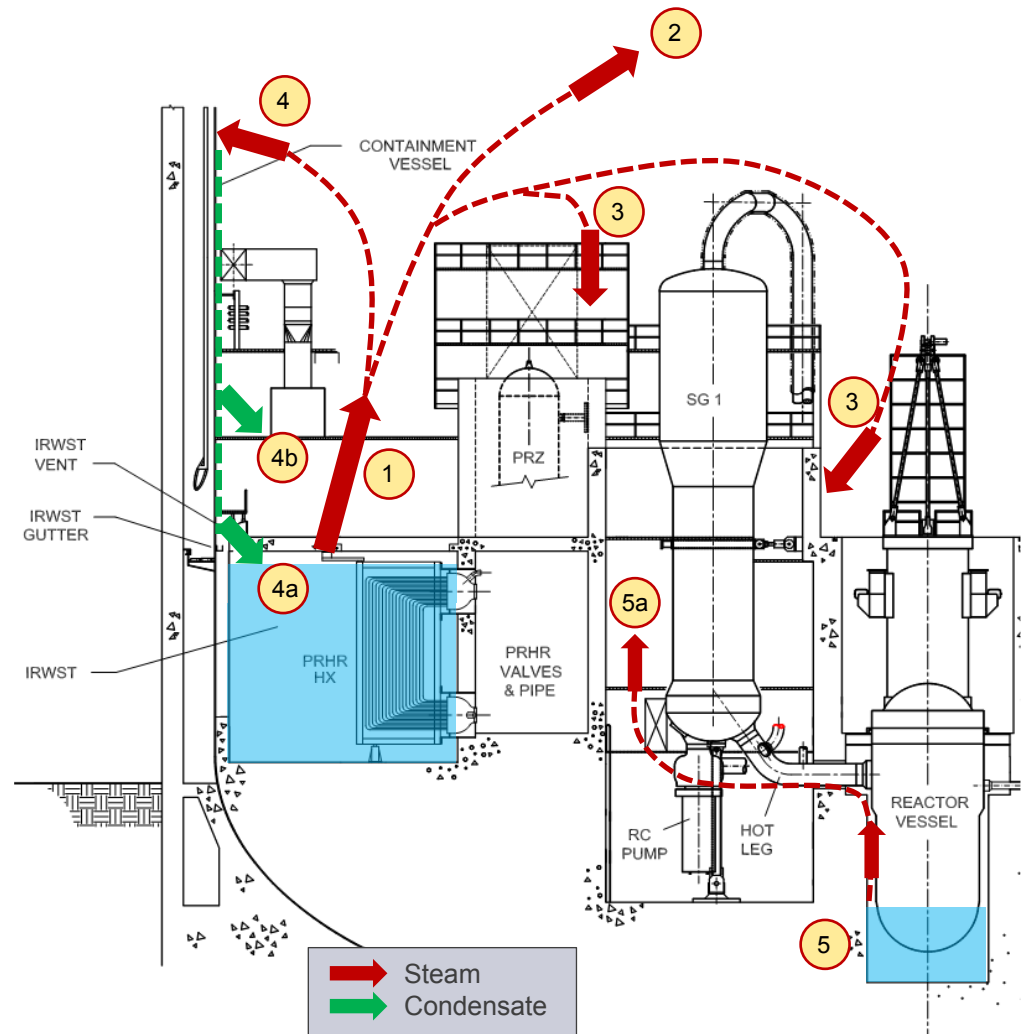 2
4
CONTAINMENT
VESSEL
3
SG 1
3
4b
1
PRZ
IRWST
VENT
IRWST
GUTTER
4a
5a
IRWST
PRHR
HX
PRHR
VALVES
& PIPE
REACTOR
VESSEL
RC
PUMP
HOT
LEG
5
Steam
Condensate